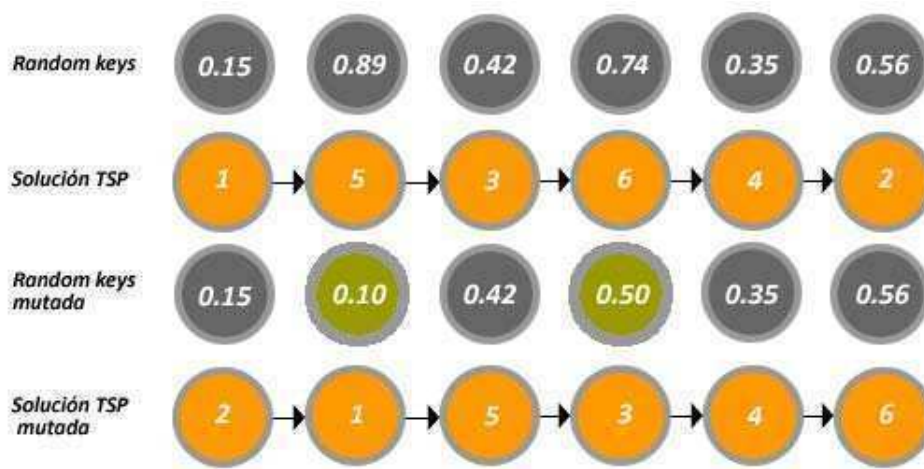 Random keys 0.15 0.89 0.42 0.74 0.35 0.56
Solución TSP 1 5 3 6 4 2
Random keys
mutada
0.15 0.10 0.42 0.50 0.35 0.56
Solución TSP
mutada
2 1 5 3 4 6